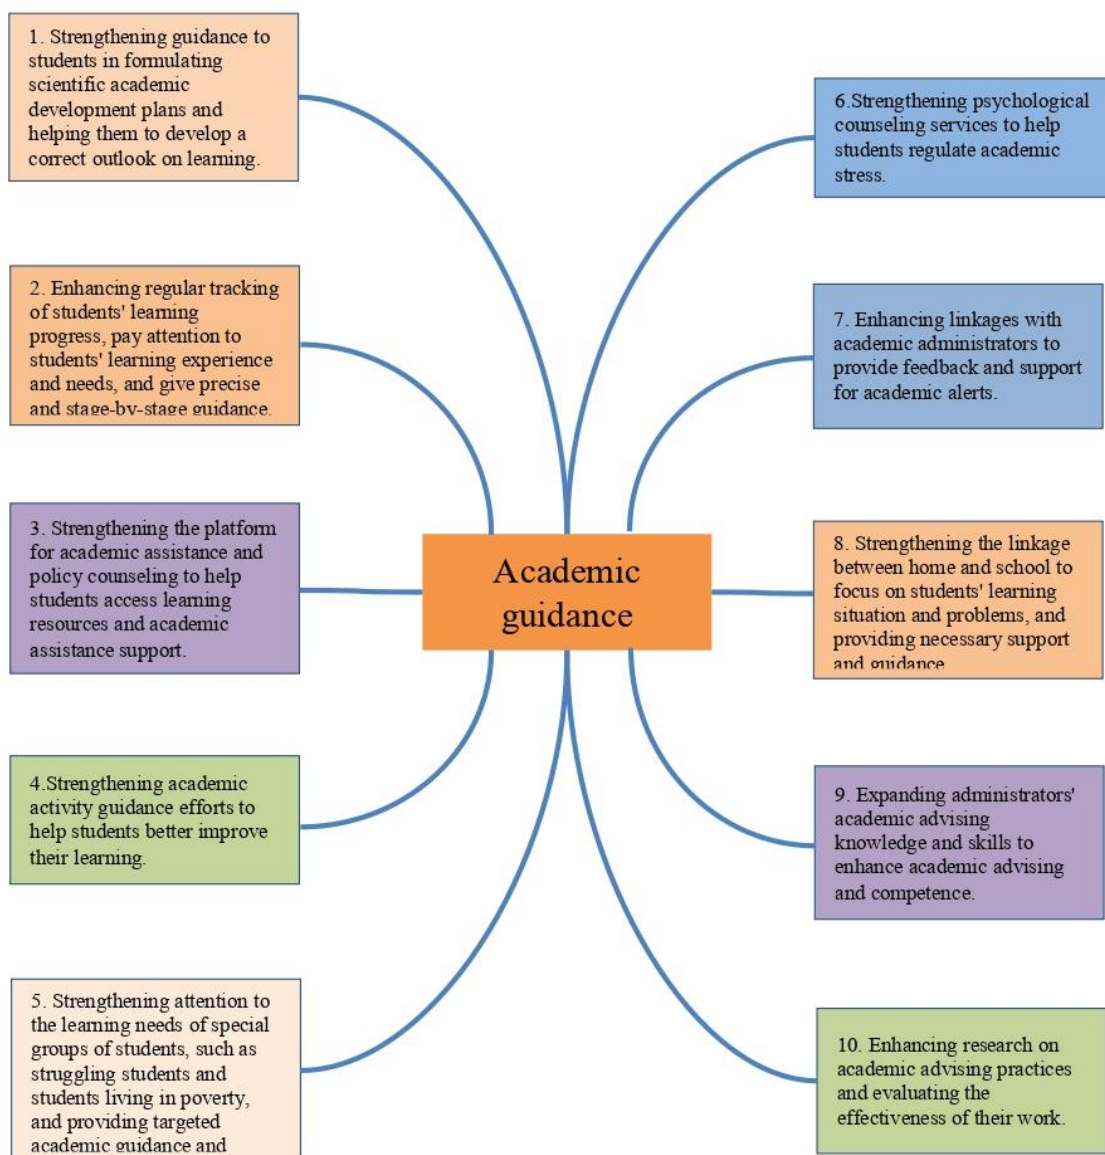 1. Strengthening guidance to
students in formulating
scientific academic
development plans and
helping them to develop a
correct outlook on learning.
2. Enhancing regular tracking
of students' learning
progress, pay attention to
students' learning experience
and needs, and give precise
and stage-by-stage guidance.
3. Strengthening the platform
for academic assistance and
policy counseling to help
students access learning
resources and academic
assistance support.
4.Strengthening academic
activity guidance efforts to
help students better improve
their learning.
5. Strengthening attention to
the learning needs of special
groups of students, such as
struggling students and
students living in poverty,
and providing targeted
academic guidance and
Academic
guidance
6.Strengthening psychological
counseling services to help
students regulate academic
stress.
7. Enhancing linkages with
academic administrators to
provide feedback and support
for academic alerts.
8. Strengthening the linkage
between home and school to
focus on students' learning
situation and problems, and
providing necessary support
and guidance
9. Expanding administrators'
academic advising
knowledge and skills to
enhance academic advising
and competence.
10. Enhancing research on
academic advising practices
and evaluating the
effectiveness of their work.